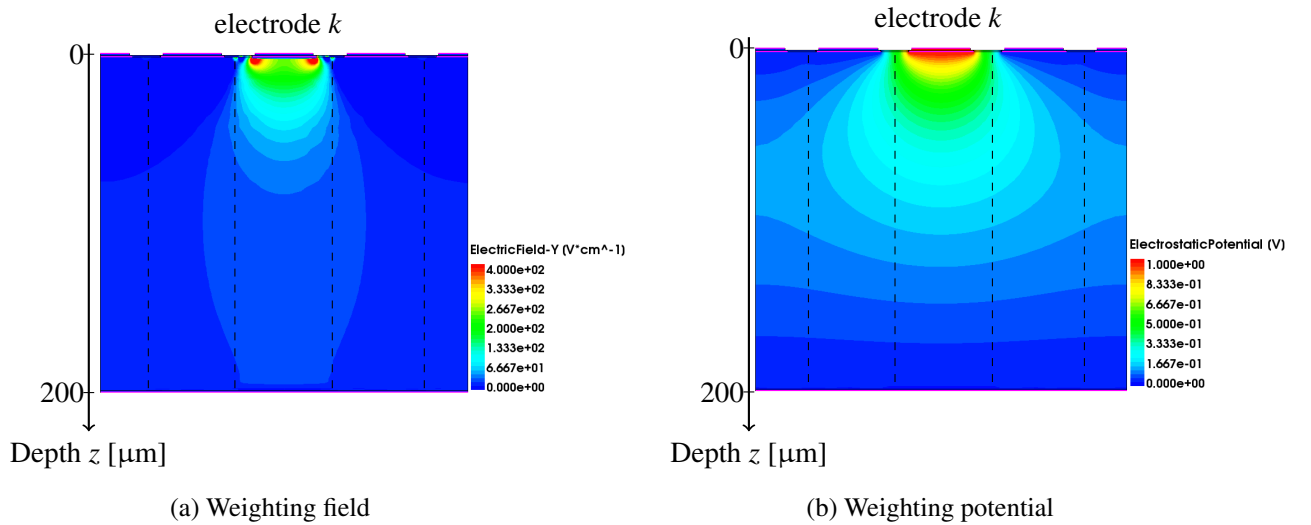 electrode k
0
200
Depth z [μm]
ElectricField-Y (V*cm^-1)
4.000e+02
3.333e+02
2.667e+02
2.000e+02
1.333e+02
6.667e+01
0.000e+00
(a) Weighting field
electrode k
0
200
Depth z [μm]
ElectrostaticPotential (V)
1.000e+00
8.333e-01
6.667e-01
5.000e-01
3.333e-01
1.667e-01
0.000e+00
(b) Weighting potential